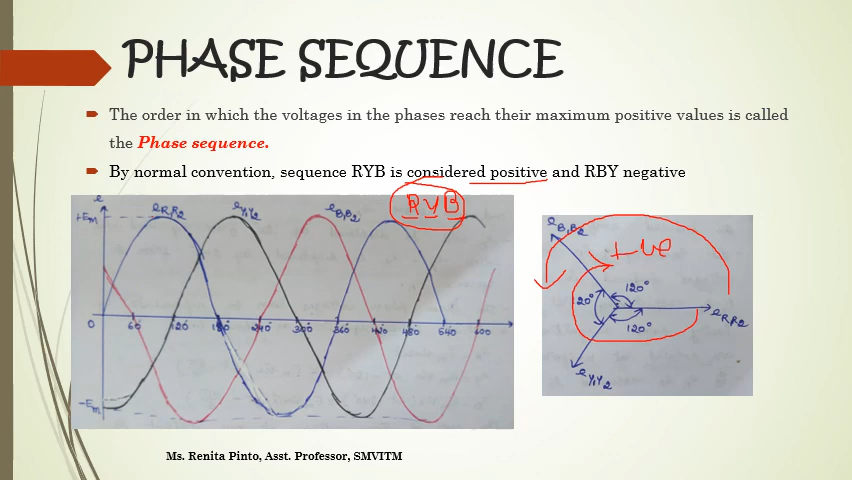 PHASE SEQUENCE
The order in which the voltages in the phases reach their maximum positive values is called
the Phase sequence.
By normal convention, sequence RYB is considered positive and RBY negative
e
+Em
eRR2
eY1Y2
eB1B2
RYB
0
60
120
180
240
300
360
420
480
540
600
-Em
eB1B2
+ve
120°
120°
120°
eRR2
eY1Y2
Ms. Renita Pinto, Asst. Professor, SMVITM